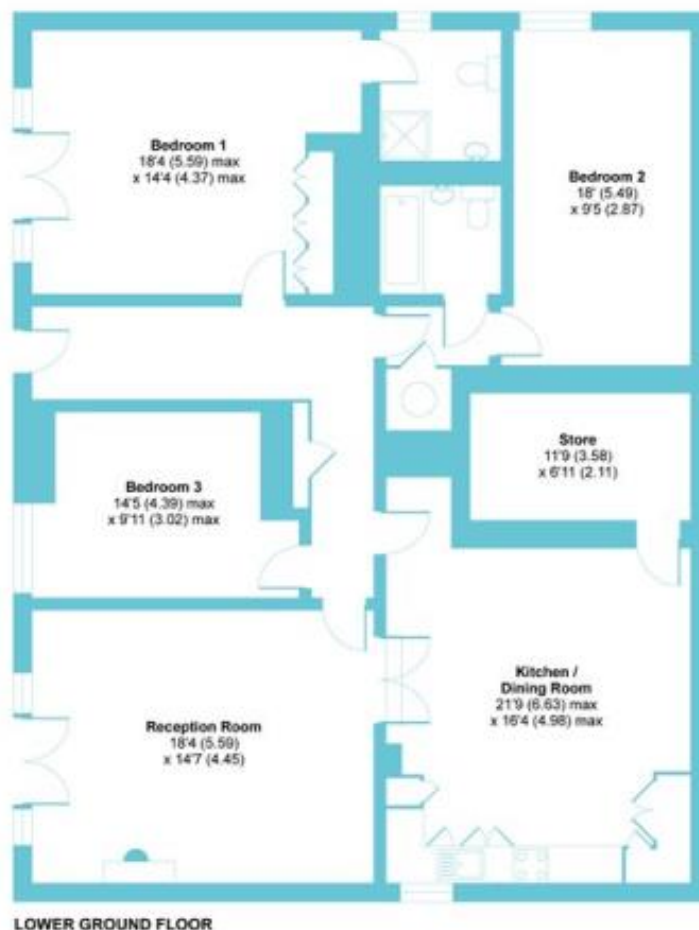 Bedroom 1
18'4 (5.59) max
x 14'4 (4.37) max
Bedroom 2
18' (5.49)
x 9'5 (2.87)
Store
11'9 (3.58)
x 6'11 (2.11)
Bedroom 3
14'5 (4.39) max
x 9'11 (3.02) max
Kitchen /
Dining Room
21'9 (6.63) max
x 16'4 (4.98) max
Reception Room
18'4 (5.59)
x 14'7 (4.45)
LOWER GROUND FLOOR